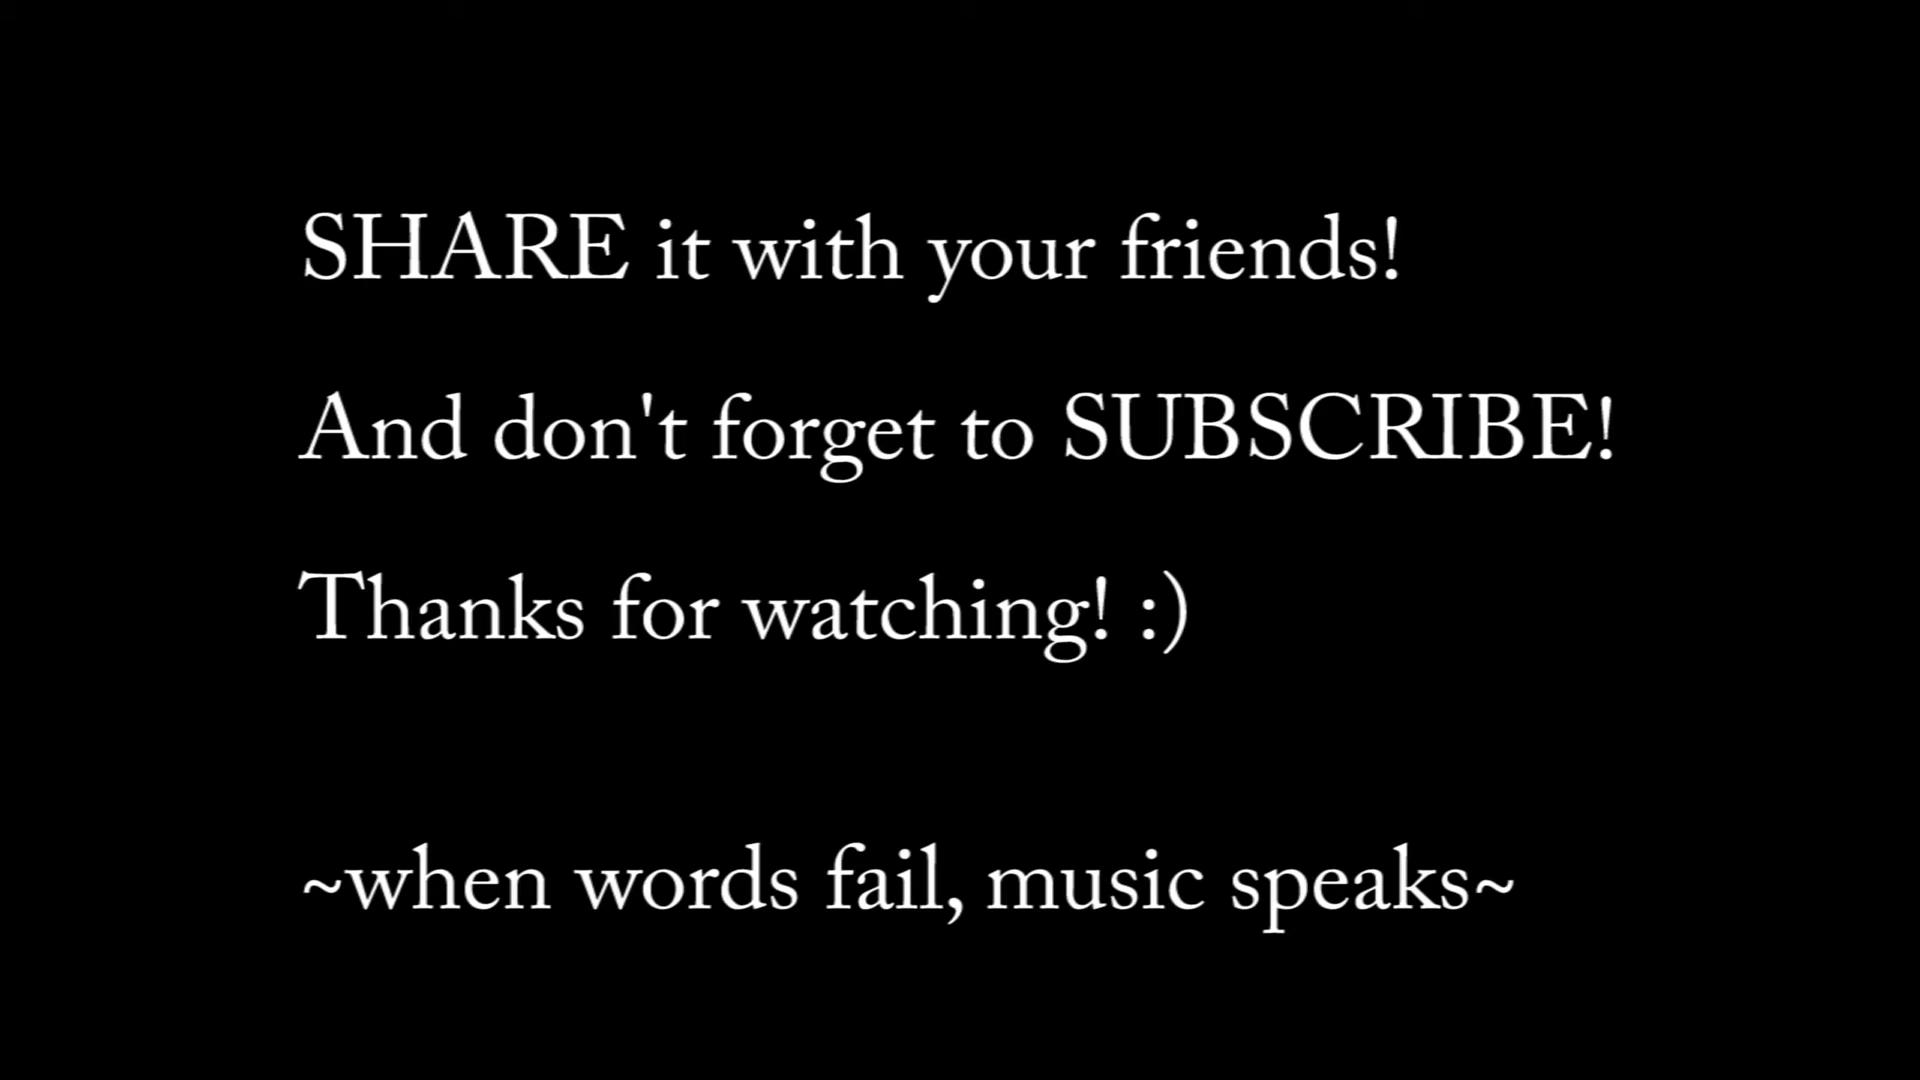 SHARE it with your friends!
And don't forget to SUBSCRIBE!
Thanks for watching! :)
~when words fail, music speaks~